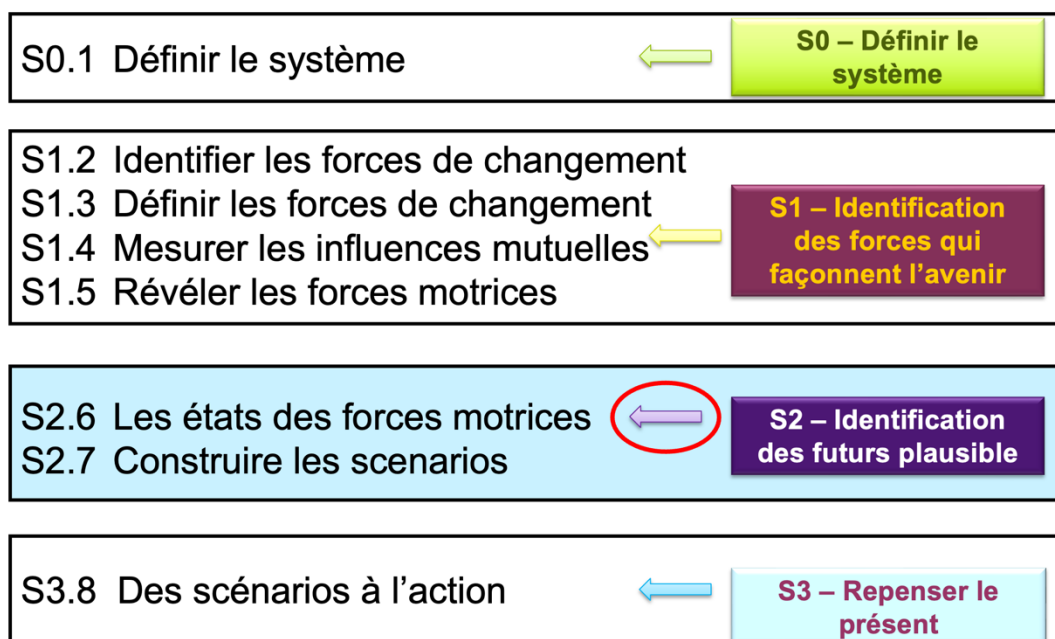 S0.1 Définir le système
S0 – Définir le
système
S1.2 Identifier les forces de changement
S1.3 Définir les forces de changement
S1.4 Mesurer les influences mutuelles
S1.5 Révéler les forces motrices
S1 – Identification
des forces qui
façonnent l’avenir
S2.6 Les états des forces motrices
S2.7 Construire les scenarios
S2 – Identification
des futurs plausible
S3.8 Des scénarios à l’action
S3 – Repenser le
présent